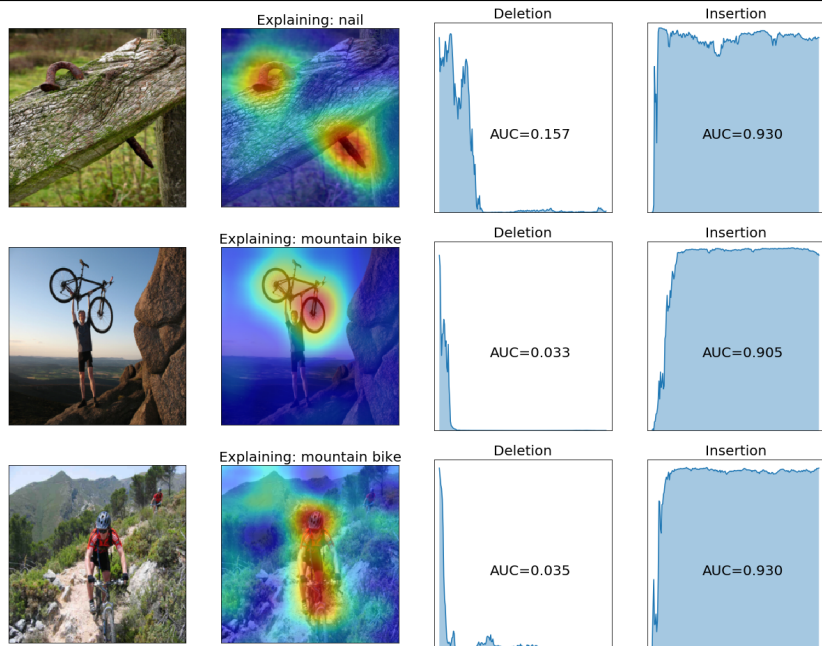 Explaining: nail
Deletion
Insertion
AUC=0.157
AUC=0.930
Explaining: mountain bike
Deletion
Insertion
AUC=0.033
AUC=0.905
Explaining: mountain bike
Deletion
Insertion
AUC=0.035
AUC=0.930